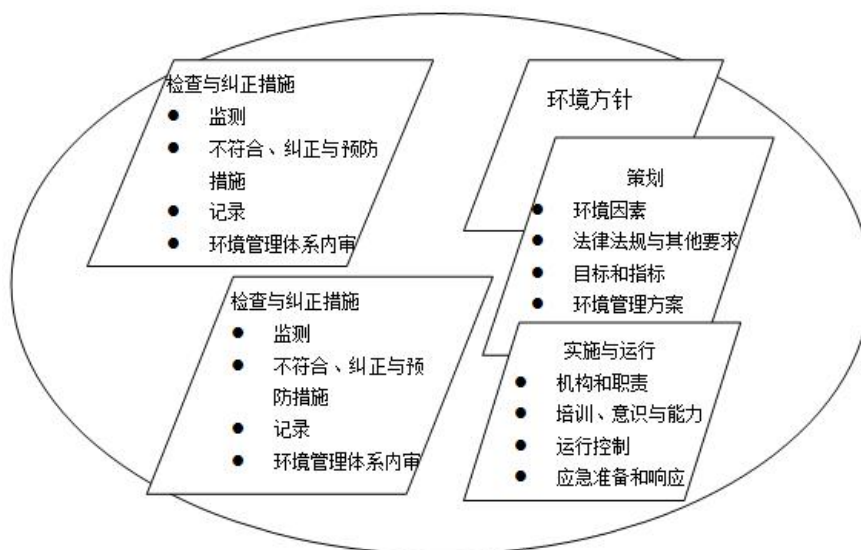 检查与纠正措施
● 监测
● 不符合、纠正与预防
措施
● 记录
● 环境管理体系内审
环境方针
策划
● 环境因素
● 法律法规与其他要求
● 目标和指标
● 环境管理方案
检查与纠正措施
● 监测
● 不符合、纠正与预
防措施
● 记录
● 环境管理体系内审
实施与运行
● 机构和职责
● 培训、意识与能力
● 运行控制
● 应急准备和响应